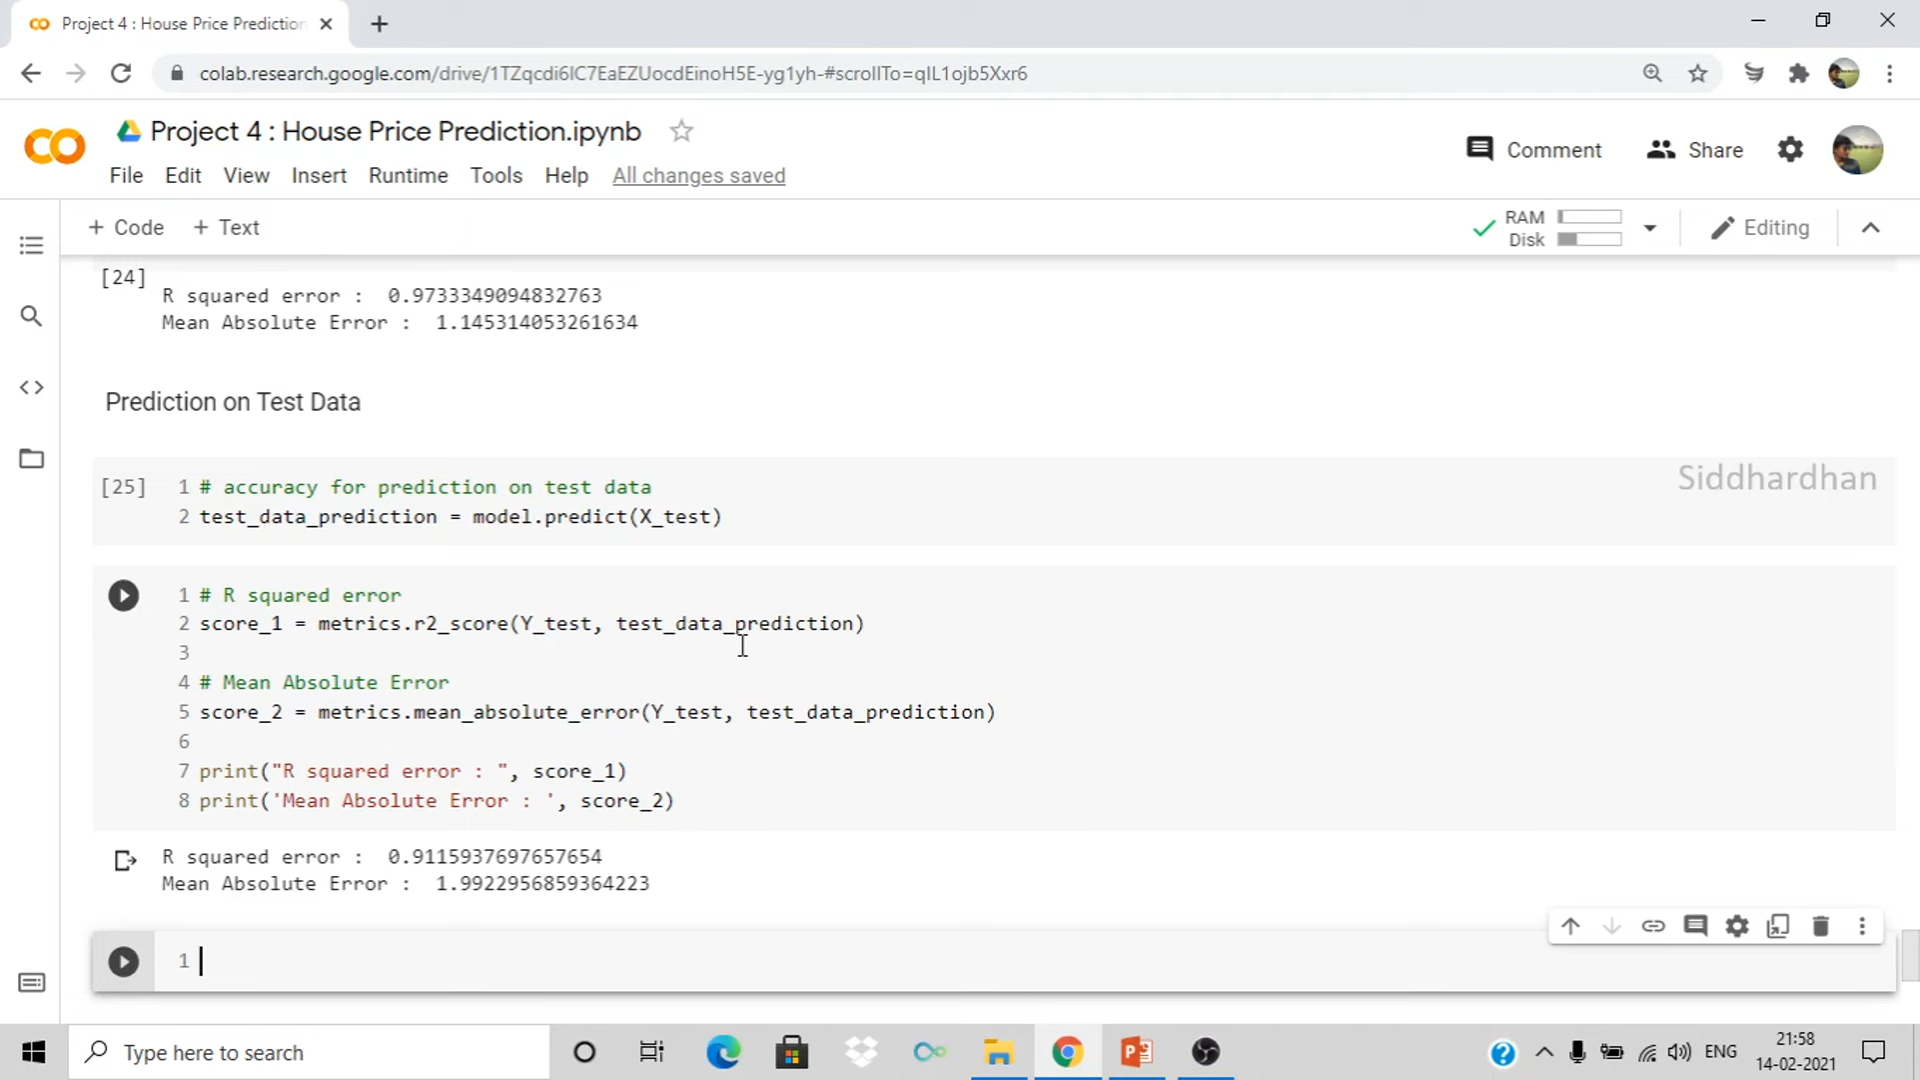 Project 4 : House Price Prediction
colab.research.google.com/drive/1TZqcdi6IC7EaEZUocdEinoH5E-yg1yh-#scrollTo=qIL1ojb5Xxr6
Project 4 : House Price Prediction.ipynb
Comment Share
File Edit View Insert Runtime Tools Help All changes saved
+ Code + Text
RAM
Disk
Editing
[24]
R squared error :  0.9733349094832763
Mean Absolute Error :  1.145314053261634
Prediction on Test Data
Siddhardhan
[25] 1 # accuracy for prediction on test data
2 test_data_prediction = model.predict(X_test)
1 # R squared error
2 score_1 = metrics.r2_score(Y_test, test_data_prediction)
3
4 # Mean Absolute Error
5 score_2 = metrics.mean_absolute_error(Y_test, test_data_prediction)
6
7 print("R squared error : ", score_1)
8 print('Mean Absolute Error : ', score_2)
R squared error :  0.9115937697657654
Mean Absolute Error :  1.9922956859364223
1
Type here to search
ENG
21:58
14-02-2021